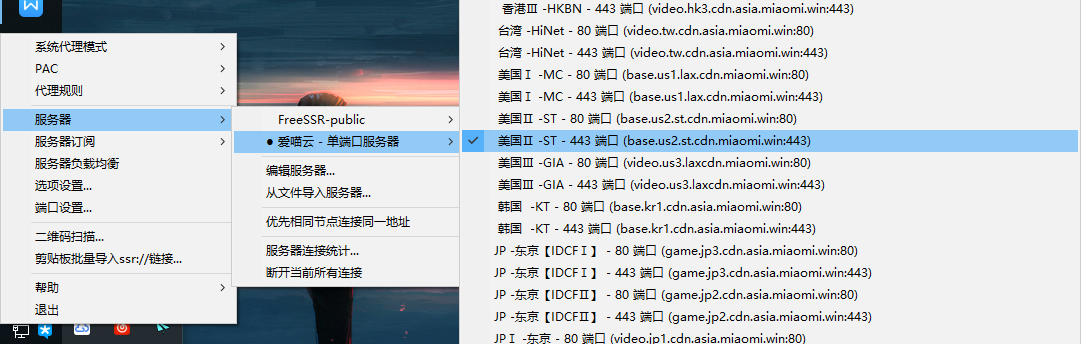 系统代理模式
PAC
代理规则
服务器
服务器订阅
服务器负载均衡
选项设置...
端口设置...
二维码扫描...
剪贴板批量导入ssr://链接...
帮助
退出
FreeSSR-public
● 爱喵云 - 单端口服务器
编辑服务器...
从文件导入服务器...
优先相同节点连接同一地址
服务器连接统计...
断开当前所有连接
香港Ⅲ -HKBN - 443 端口 (video.hk3.cdn.asia.miaomi.win:443)
台湾 -HiNet - 80 端口 (video.tw.cdn.asia.miaomi.win:80)
台湾 -HiNet - 443 端口 (video.tw.cdn.asia.miaomi.win:443)
美国Ⅰ -MC - 80 端口 (base.us1.lax.cdn.miaomi.win:80)
美国Ⅰ -MC - 443 端口 (base.us1.lax.cdn.miaomi.win:443)
美国Ⅱ -ST - 80 端口 (base.us2.st.cdn.miaomi.win:80)
美国Ⅱ -ST - 443 端口 (base.us2.st.cdn.miaomi.win:443)
美国Ⅲ -GIA - 80 端口 (video.us3.laxcdn.miaomi.win:80)
美国Ⅲ -GIA - 443 端口 (video.us3.laxcdn.miaomi.win:443)
韩国 -KT - 80 端口 (base.kr1.cdn.asia.miaomi.win:80)
韩国 -KT - 443 端口 (base.kr1.cdn.asia.miaomi.win:443)
JP -东京【IDCFⅠ】 - 80 端口 (game.jp3.cdn.asia.miaomi.win:80)
JP -东京【IDCFⅠ】 - 443 端口 (game.jp3.cdn.asia.miaomi.win:443)
JP -东京【IDCFⅡ】 - 80 端口 (game.jp2.cdn.asia.miaomi.win:80)
JP -东京【IDCFⅡ】 - 443 端口 (game.jp2.cdn.asia.miaomi.win:443)
JPⅠ -东京 - 80 端口 (video.jp1.cdn.asia.miaomi.win:80)